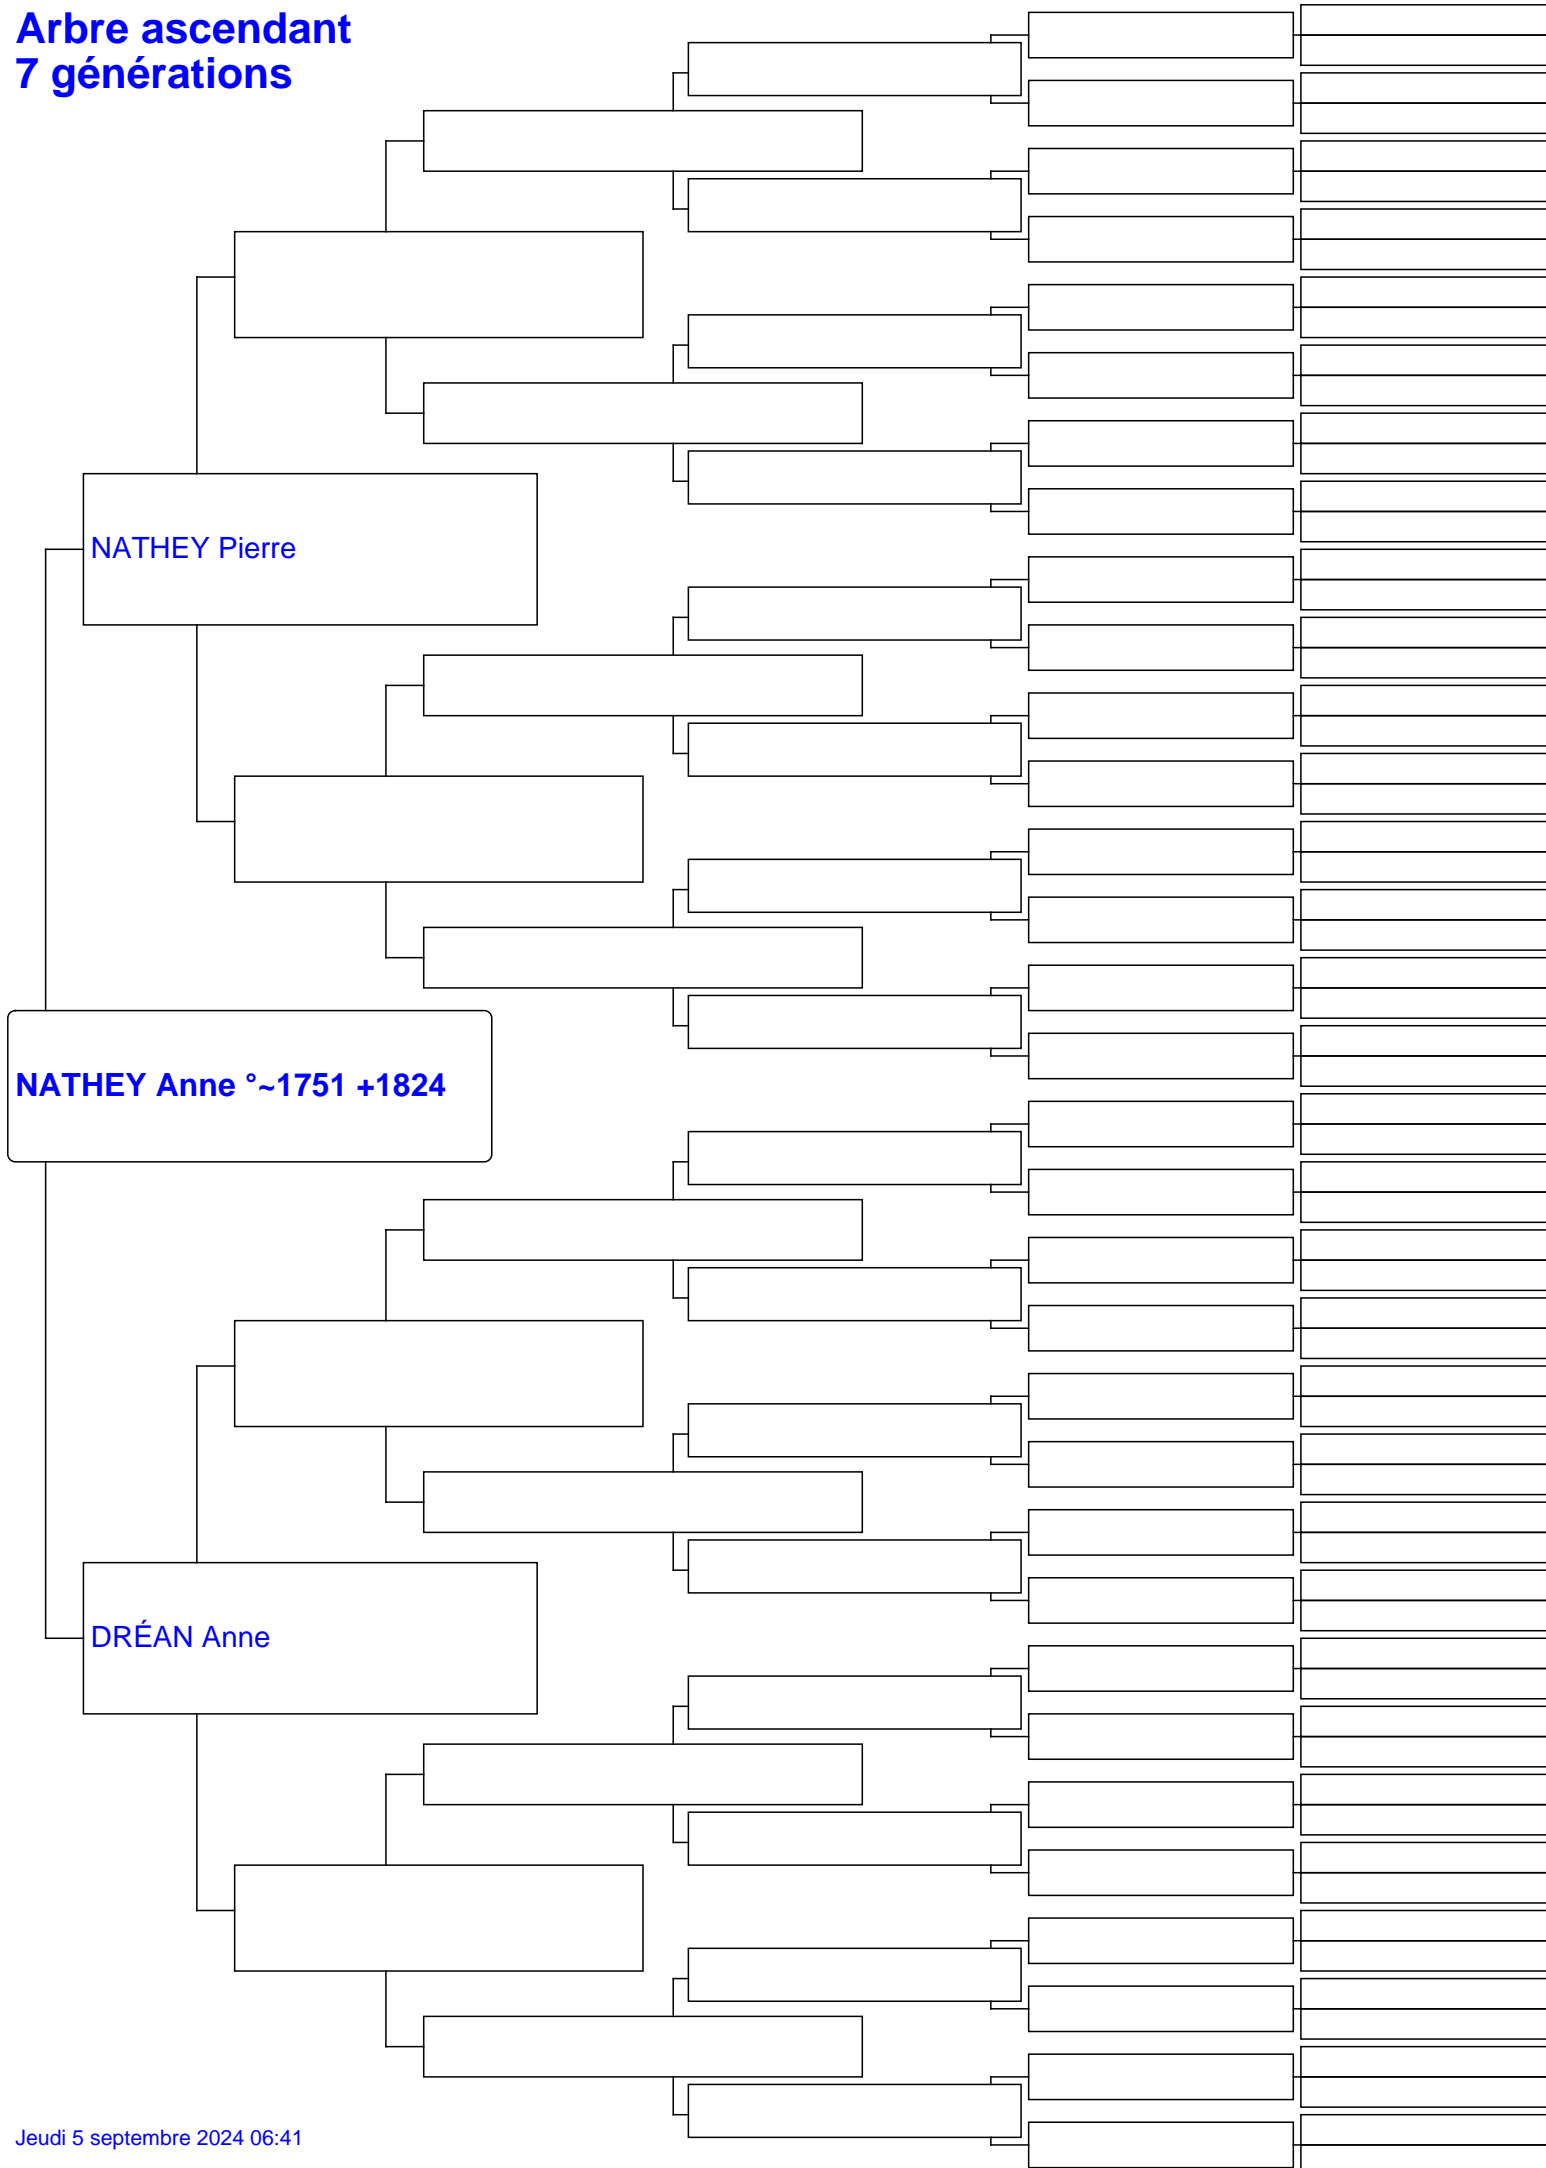 Arbre ascendant
7 générations
NATHEY Pierre
NATHEY Anne °~1751 +1824
DRÉAN Anne
Jeudi 5 septembre 2024 06:41